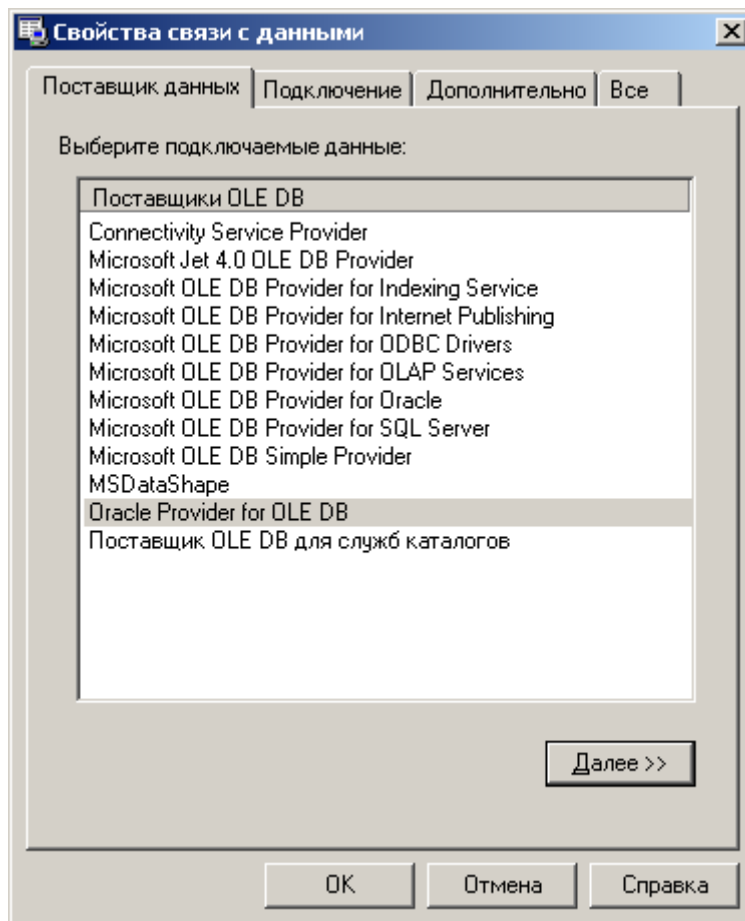 Свойства связи с данными
Поставщик данных Подключение Дополнительно Все
Выберите подключаемые данные:
Поставщики OLE DB
Connectivity Service Provider
Microsoft Jet 4.0 OLE DB Provider
Microsoft OLE DB Provider for Indexing Service
Microsoft OLE DB Provider for Internet Publishing
Microsoft OLE DB Provider for ODBC Drivers
Microsoft OLE DB Provider for OLAP Services
Microsoft OLE DB Provider for Oracle
Microsoft OLE DB Provider for SQL Server
Microsoft OLE DB Simple Provider
MSDataShape
Oracle Provider for OLE DB
Поставщик OLE DB для служб каталогов
Далее >>
OK Отмена Справка